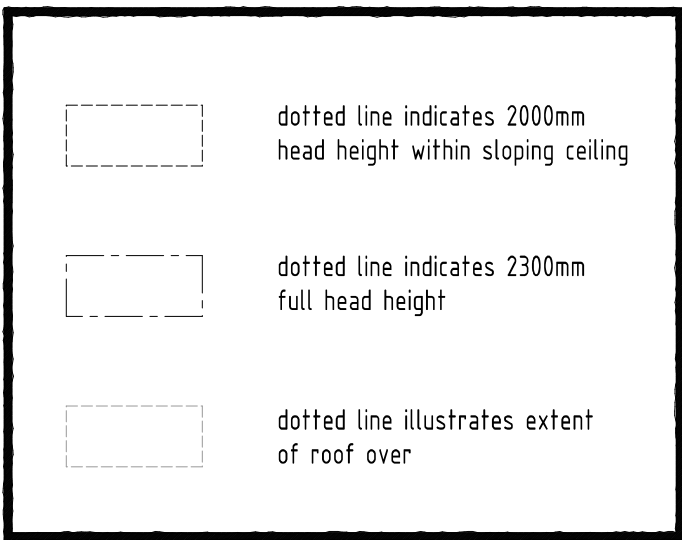 dotted line indicates 2000mm
head height within sloping ceiling
dotted line indicates 2300mm
full head height
dotted line illustrates extent
of roof over